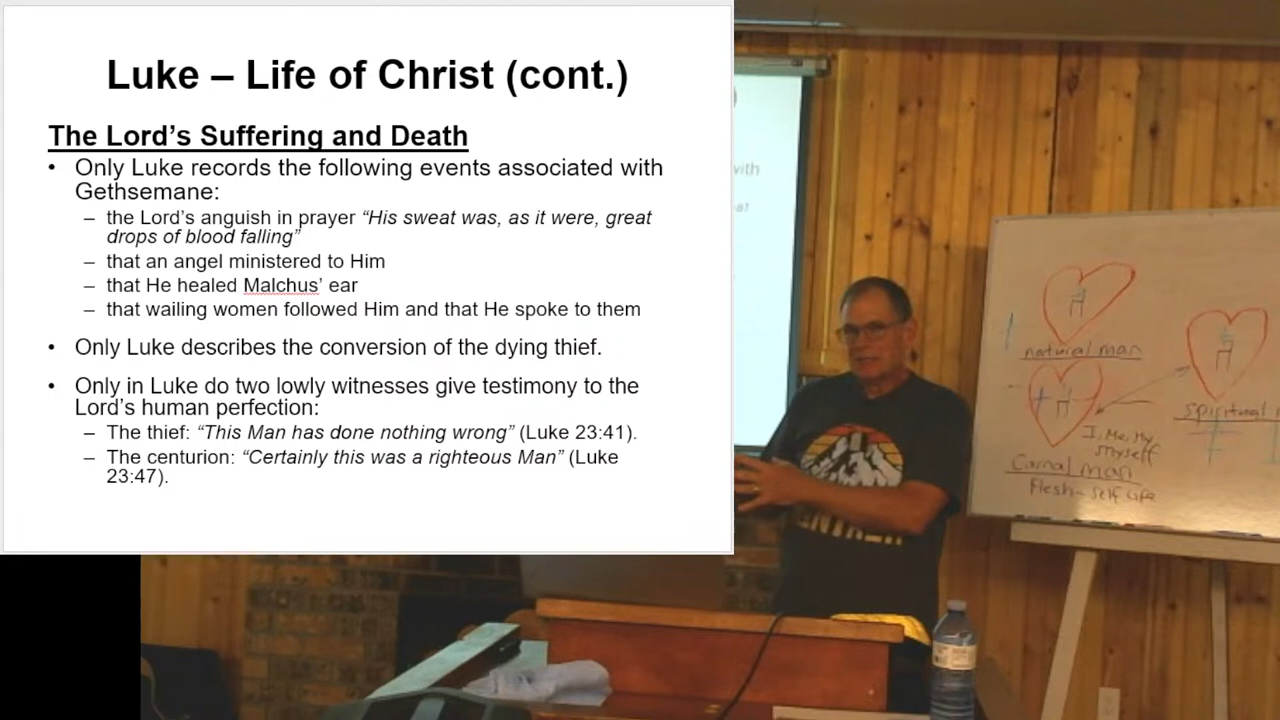 Luke – Life of Christ (cont.)
The Lord’s Suffering and Death
• Only Luke records the following events associated with
Gethsemane:
– the Lord’s anguish in prayer “His sweat was, as it were, great
drops of blood falling”
– that an angel ministered to Him
– that He healed Malchus’ ear
– that wailing women followed Him and that He spoke to them
• Only Luke describes the conversion of the dying thief.
• Only in Luke do two lowly witnesses give testimony to the
Lord’s human perfection:
– The thief: “This Man has done nothing wrong” (Luke 23:41).
– The centurion: “Certainly this was a righteous Man” (Luke
23:47).
with
natural man
spiritual
I, Me, My
Myself
Carnal man
Flesh – Self Life